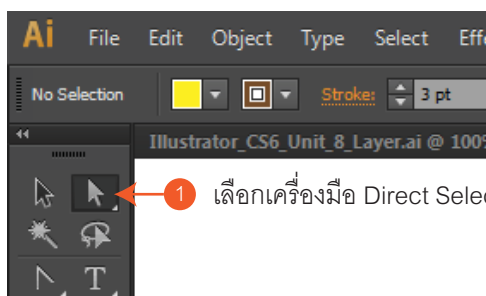 Ai File Edit Object Type Select
No Selection Stroke: 3 pt
Illustrator_CS6_Unit_8_Layer.ai @ 100%
1 เลือกเครื่องมือ Direct
T